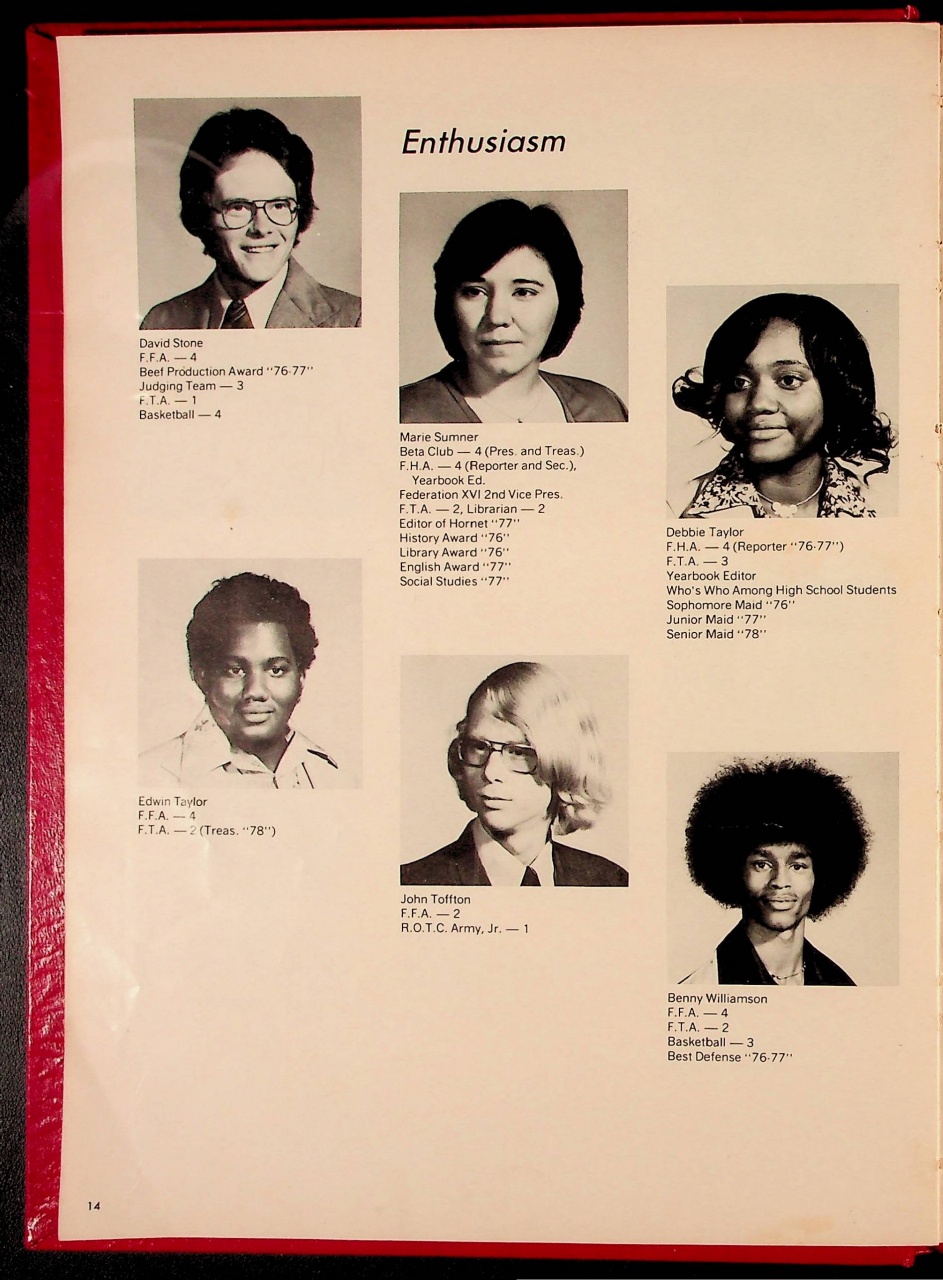 Enthusiasm
David Stone
F.F.A. — 4
Beef Production Award "76-77"
Judging Team — 3
F.T.A. — 1
Basketball — 4
Marie Sumner
Beta Club — 4 (Pres. and Treas.)
F.H.A. — 4 (Reporter and Sec.),
Yearbook Ed.
Federation XVI 2nd Vice Pres.
F.T.A. — 2, Librarian — 2
Editor of Hornet "77"
History Award "76"
Library Award "76"
English Award "77"
Social Studies "77"
Debbie Taylor
F.H.A. — 4 (Reporter "76-77")
F.T.A. — 3
Yearbook Editor
Who's Who Among High School Students
Sophomore Maid "76"
Junior Maid "77"
Senior Maid "78"
Edwin Taylor
F.F.A. — 4
F.T.A. — 2 (Treas. "78")
John Toffton
F.F.A. — 2
R.O.T.C. Army, Jr. — 1
Benny Williamson
F.F.A. — 4
F.T.A. — 2
Basketball — 3
Best Defense "76-77"
14